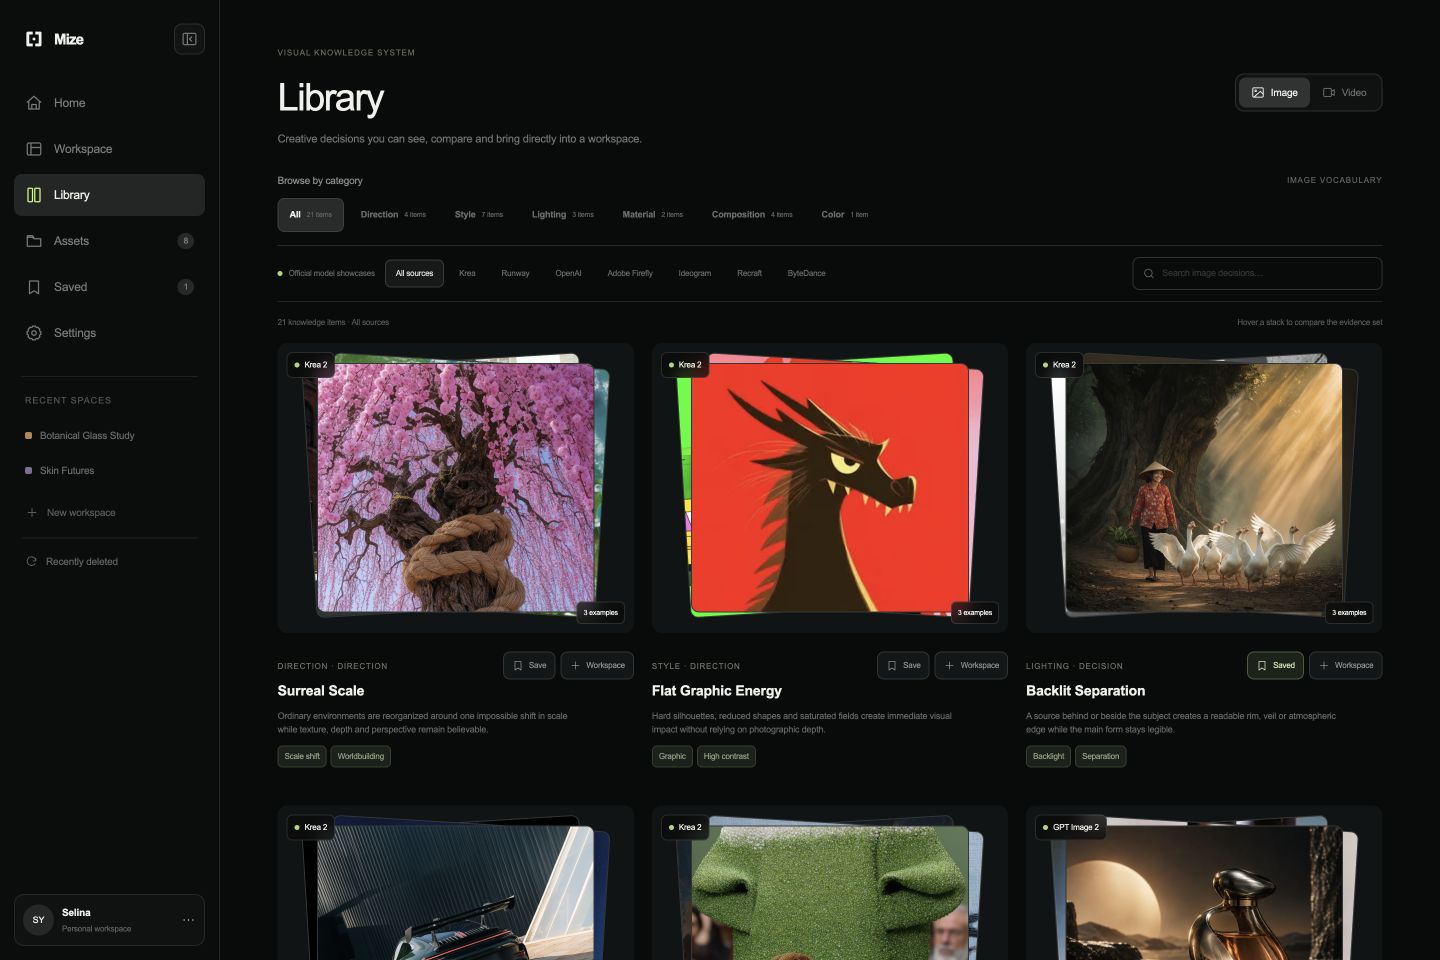 Mize
Home
Workspace
Library
Assets 8
Saved 1
Settings
RECENT SPACES
Botanical Glass Study
Skin Futures
New workspace
Recently deleted
SY
Selina
Personal workspace
VISUAL KNOWLEDGE SYSTEM
Library
Image Video
Creative decisions you can see, compare and bring directly into a workspace.
Browse by category
IMAGE VOCABULARY
All 21 items Direction 4 items Style 7 items Lighting 3 items Material 2 items Composition 4 items Color 1 item
Official model showcases All sources Krea Runway OpenAI Adobe Firefly Ideogram Recraft ByteDance
Search image decisions...
21 knowledge items · All sources
Hover a stack to compare the evidence set
Krea 2
3 examples
DIRECTION · DIRECTION
Save
Workspace
Surreal Scale
Ordinary environments are reorganized around one impossible shift in scale
while texture, depth and perspective remain believable.
Scale shift Worldbuilding
Krea 2
3 examples
STYLE · DIRECTION
Save
Workspace
Flat Graphic Energy
Hard silhouettes, reduced shapes and saturated fields create immediate visual
impact without relying on photographic depth.
Graphic High contrast
Krea 2
3 examples
LIGHTING · DECISION
Saved
Workspace
Backlit Separation
A source behind or beside the subject creates a readable rim, veil or atmospheric
edge while the main form stays legible.
Backlight Separation
Krea 2
Krea 2
GPT Image 2